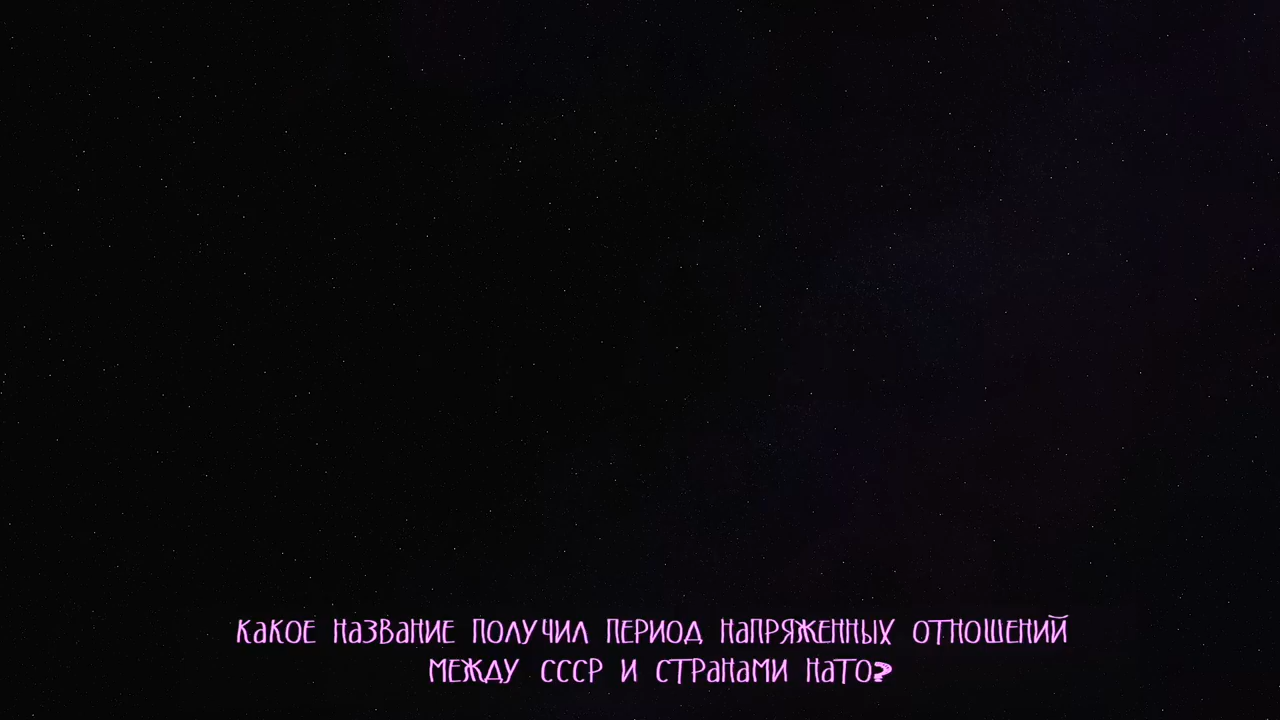 КАКОЕ НАЗВАНИЕ ПОЛУЧИЛ ПЕРИОД НАПРЯЖЕННЫХ ОТНОШЕНИЙ
МЕЖДУ СССР И СТРАНАМИ НАТО?